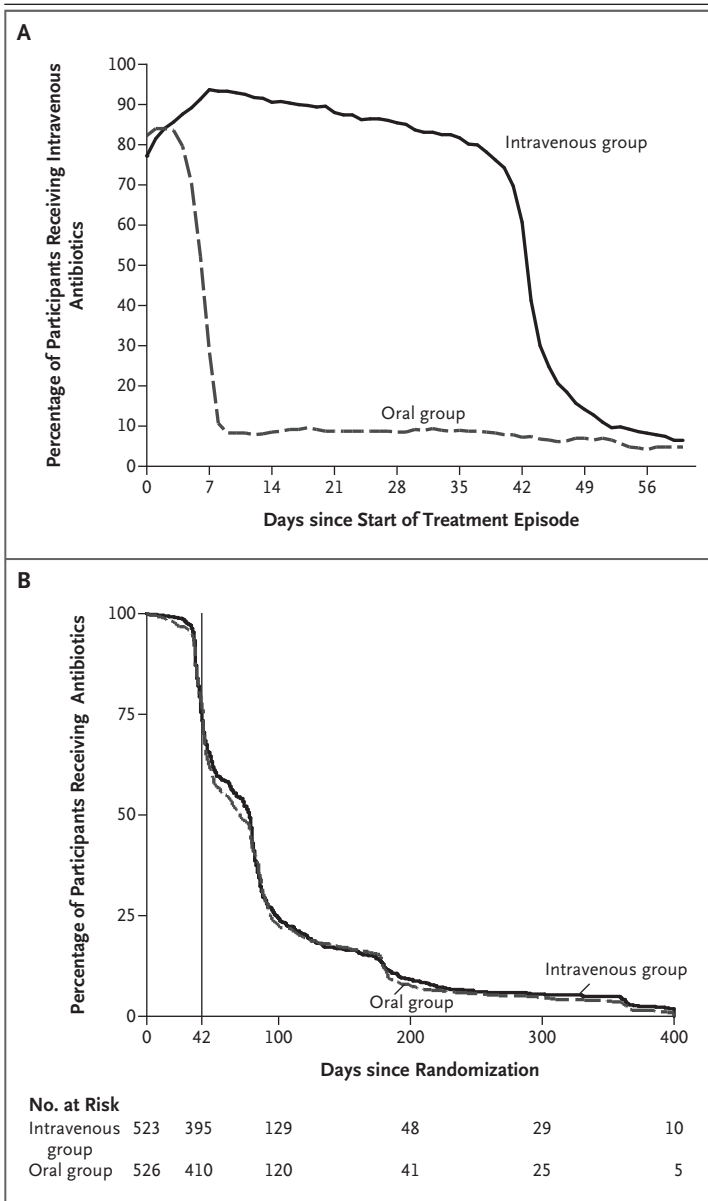 A
Percentage of Participants Receiving Intravenous
Antibiotics
100
90
80
70
60
50
40
30
20
10
0
Intravenous group
Oral group
0 7 14 21 28 35 42 49 56
Days since Start of Treatment Episode
B
Percentage of Participants Receiving Antibiotics
100
75
50
25
0
Intravenous group
Oral group
0 42 100 200 300 400
Days since Randomization
No. at Risk
Intravenous 523 395 129 48 29 10
group
Oral group 526 410 120 41 25 5